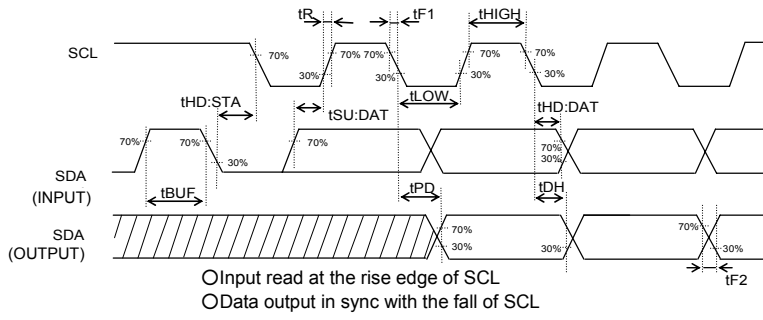 tR tF1 tHIGH
SCL 70% 70% 70% 70%
30% 30% 30%
tHD:STA tSU:DAT tLOW tHD:DAT
70% 70% 70% 70%
30% 30%
SDA
(INPUT)
tBUF tPD tDH
SDA
(OUTPUT)
70% 70%
30% 30% 30%
tF2
○Input read at the rise edge of SCL
○Data output in sync with the fall of SCL